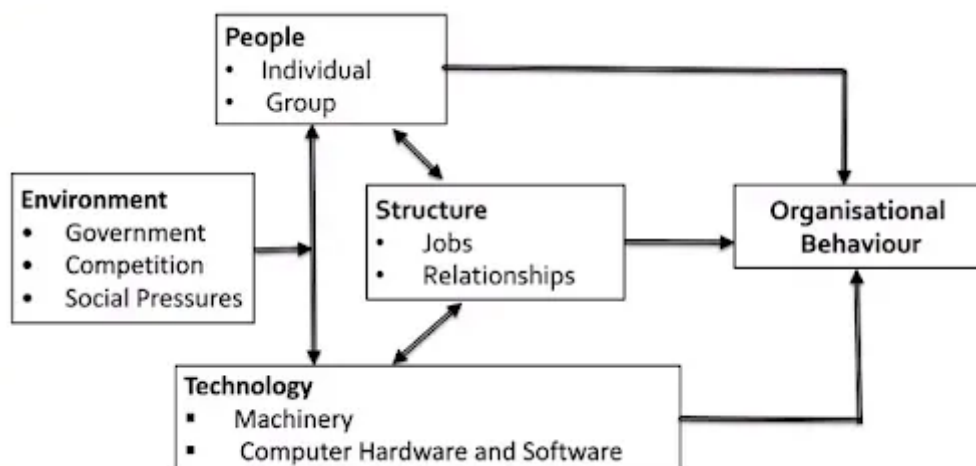 People
• Individual
• Group
Environment
• Government
• Competition
• Social Pressures
Structure
• Jobs
• Relationships
Organisational
Behaviour
Technology
▪ Machinery
▪ Computer Hardware and Software